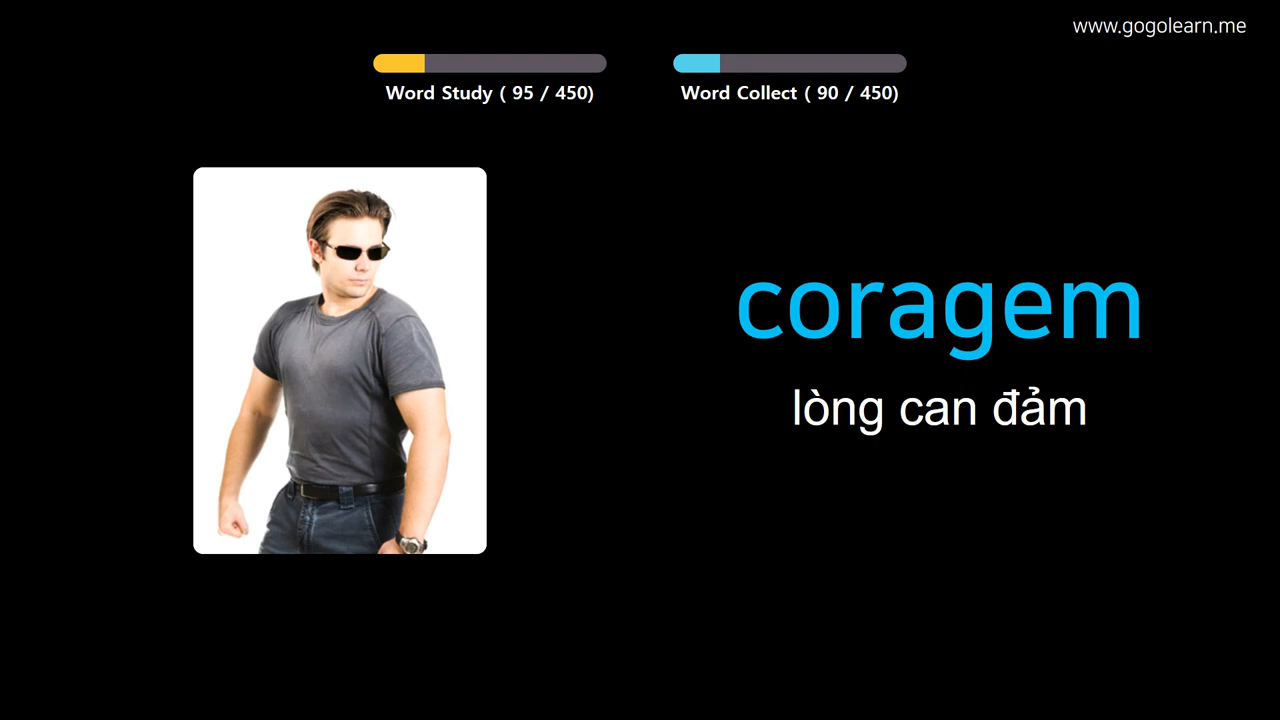 www.gogolearn.me
Word Study ( 95 / 450)
Word Collect ( 90 / 450)
coragem
lòng can đảm